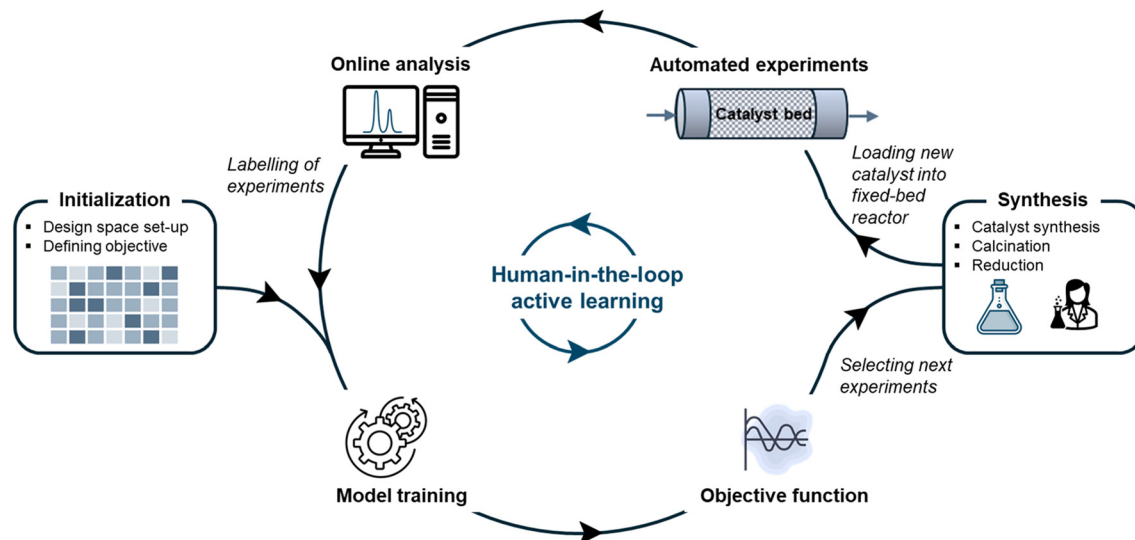 Online analysis
Automated experiments
Catalyst bed
Labelling of
experiments
Loading new
catalyst into
fixed-bed
reactor
Initialization
▪ Design space set-up
▪ Defining objective
Synthesis
▪ Catalyst synthesis
▪ Calcination
▪ Reduction
Human-in-the-loop
active learning
Selecting next
experiments
Model training
Objective function